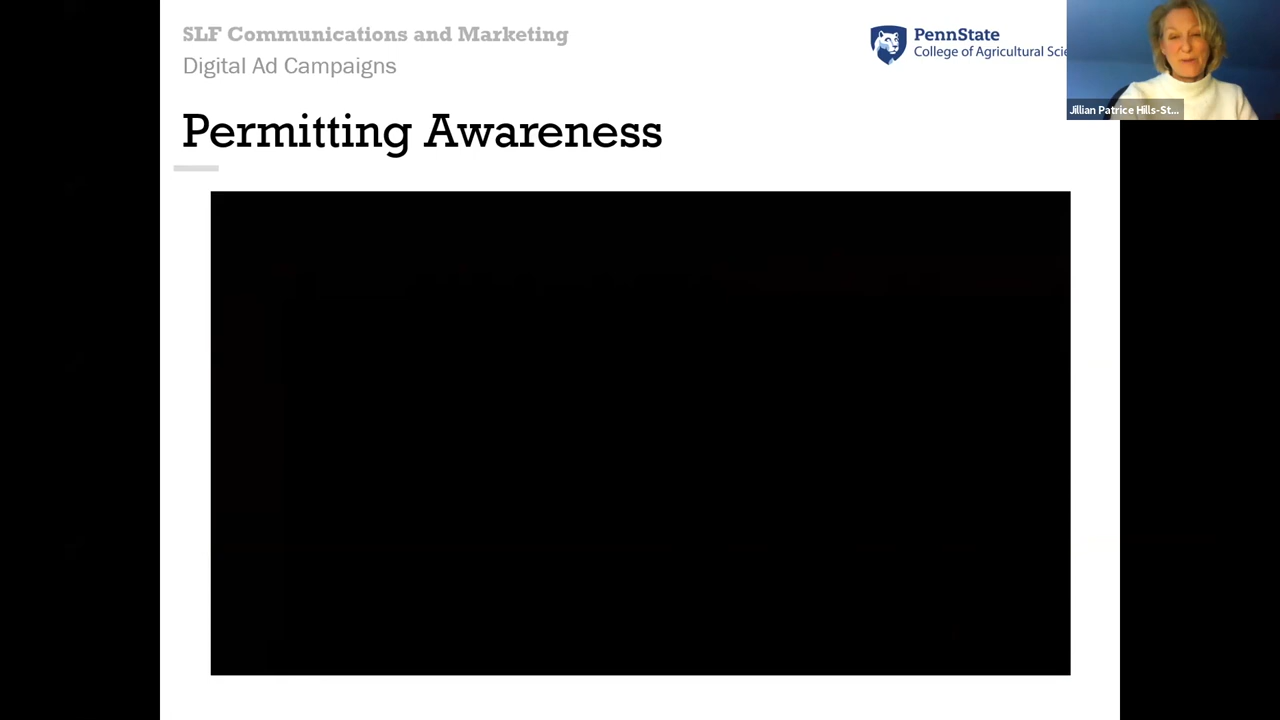 SLF Communications and Marketing
Digital Ad Campaigns
PennState
College of Agricultural Scie
Jillian Patrice Hills-St...
Permitting Awareness